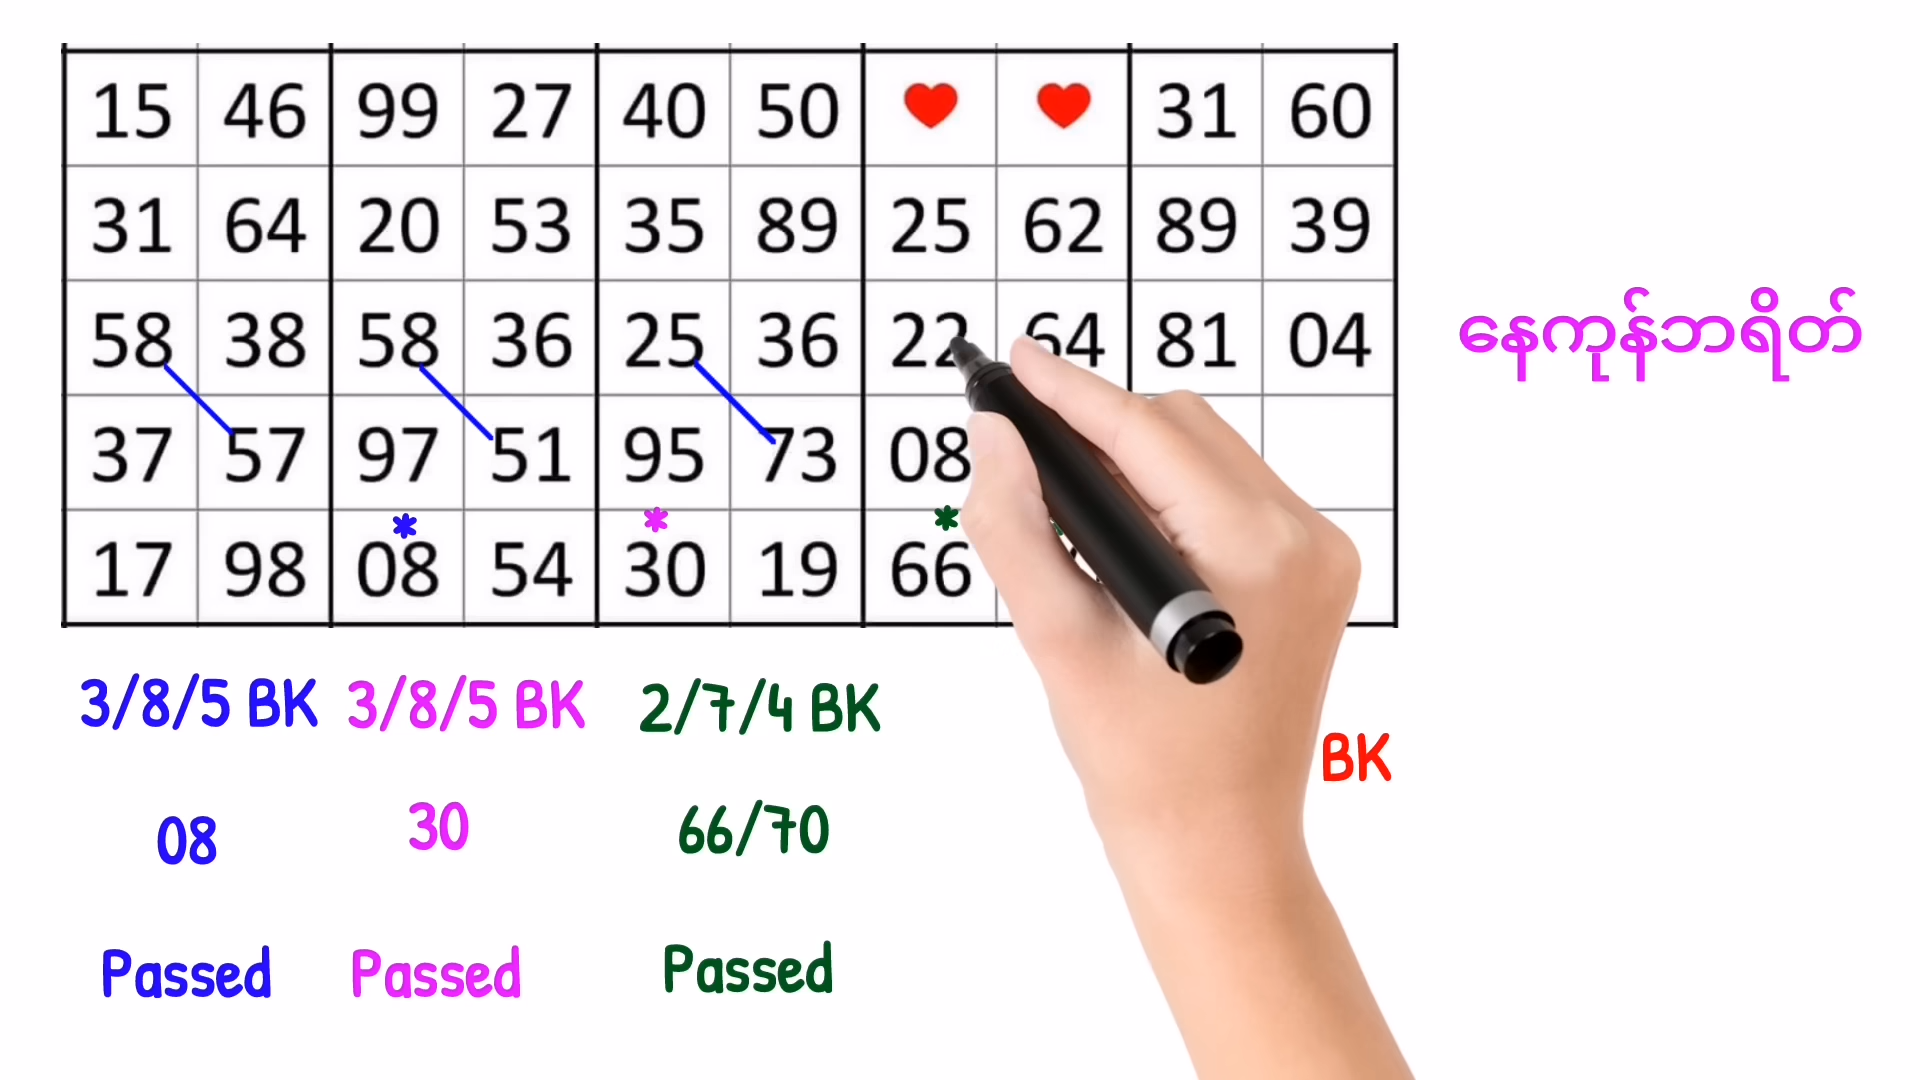 15 46 99 27 40 50 31 60
31 64 20 53 35 89 25 62 89 39
58 38 58 36 25 36 22 64 81 04
37 57 97 51 95 73 08
* * *
17 98 08 54 30 19 66
နေကုန်ဘရိတ်
3/8/5 BK 3/8/5 BK 2/7/4 BK
BK
08 30 66/70
Passed Passed Passed